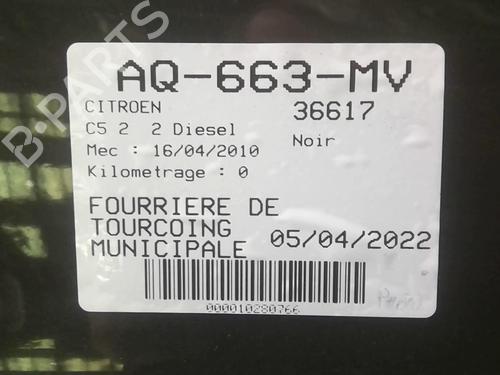 B-PARTS
AQ-663-MV
CITROEN 36617
C5 2 2 Diesel Noir
Mec : 16/04/2010
Kilometrage : 0
FOURRIERE DE
TOURCOING
MUNICIPALE 05/04/2022
000010280766